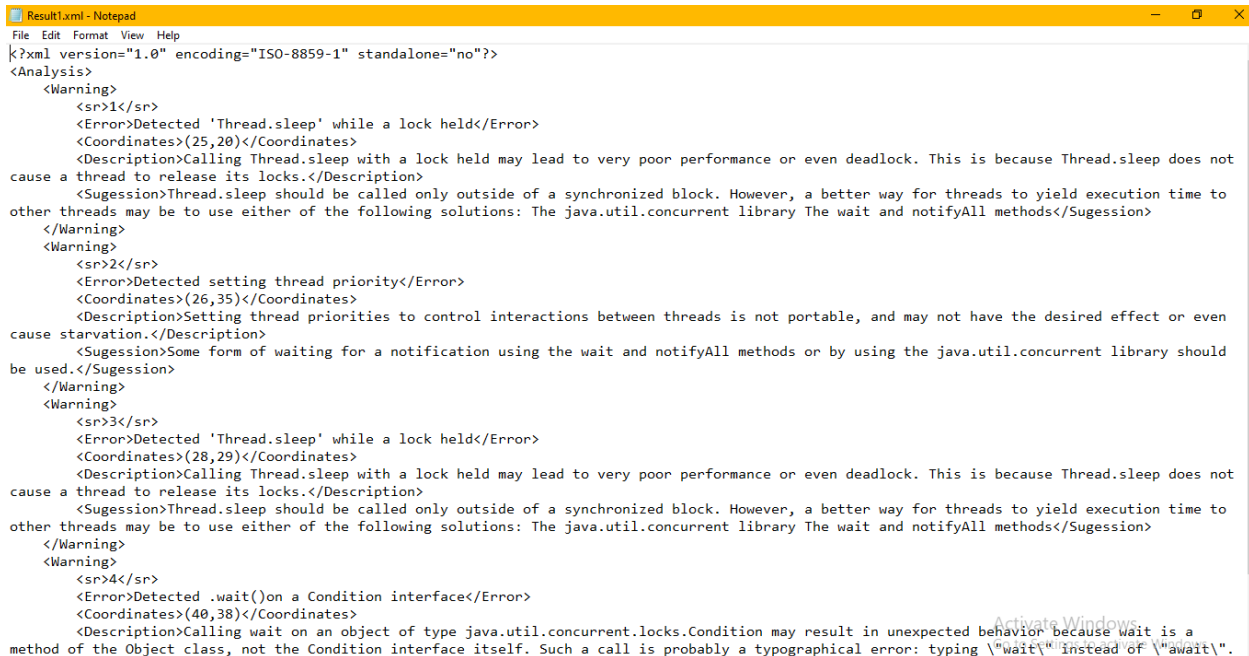 Result1.xml - Notepad
File Edit Format View Help
<?xml version="1.0" encoding="ISO-8859-1" standalone="no"?>
<Analysis>
<Warning>
<sr>1</sr>
<Error>Detected 'Thread.sleep' while a lock held</Error>
<Coordinates>(25,20)</Coordinates>
<Description>Calling Thread.sleep with a lock held may lead to very poor performance or even deadlock. This is because Thread.sleep does not
cause a thread to release its locks.</Description>
<Sugession>Thread.sleep should be called only outside of a synchronized block. However, a better way for threads to yield execution time to
other threads may be to use either of the following solutions: The java.util.concurrent library The wait and notifyAll methods</Sugession>
</Warning>
<Warning>
<sr>2</sr>
<Error>Detected setting thread priority</Error>
<Coordinates>(26,35)</Coordinates>
<Description>Setting thread priorities to control interactions between threads is not portable, and may not have the desired effect or even
cause starvation.</Description>
<Sugession>Some form of waiting for a notification using the wait and notifyAll methods or by using the java.util.concurrent library should
be used.</Sugession>
</Warning>
<Warning>
<sr>3</sr>
<Error>Detected 'Thread.sleep' while a lock held</Error>
<Coordinates>(28,29)</Coordinates>
<Description>Calling Thread.sleep with a lock held may lead to very poor performance or even deadlock. This is because Thread.sleep does not
cause a thread to release its locks.</Description>
<Sugession>Thread.sleep should be called only outside of a synchronized block. However, a better way for threads to yield execution time to
other threads may be to use either of the following solutions: The java.util.concurrent library The wait and notifyAll methods</Sugession>
</Warning>
<Warning>
<sr>4</sr>
<Error>Detected .wait()on a Condition interface</Error>
<Coordinates>(40,38)</Coordinates>
<Description>Calling wait on an object of type java.util.concurrent.locks.Condition may result in unexpected behavior because wait is a
method of the Object class, not the Condition interface itself. Such a call is probably a typographical error: typing \"wait\" instead of \"await\".
Activate Windows
Go to Settings to activate Windows.